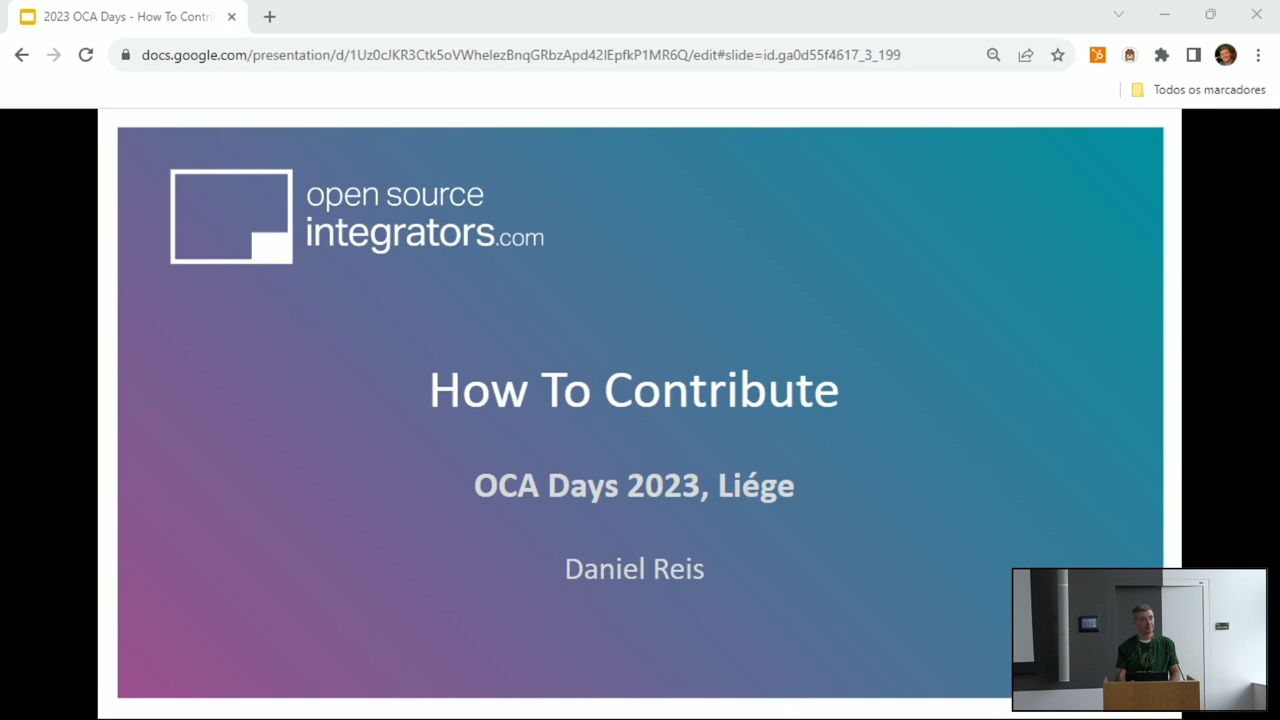 2023 OCA Days - How To Contri
docs.google.com/presentation/d/1Uz0cJKR3Ctk5oVWhelezBnqGRbzApd42lEpfkP1MR6Q/edit#slide=id.ga0d55f4617_3_199
Todos os marcadores
open source
integrators.com
How To Contribute
OCA Days 2023, Liége
Daniel Reis